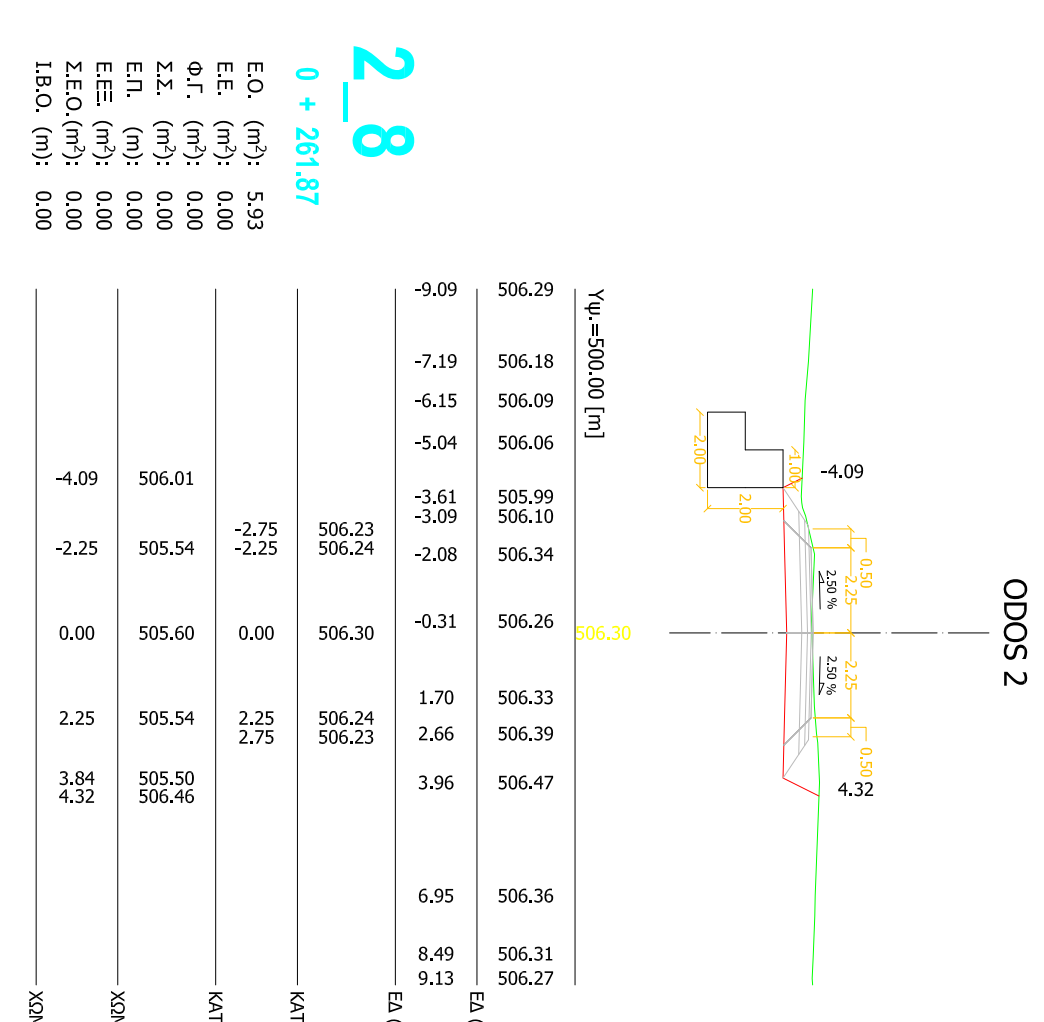 ODOS 2
-4.09
4.32
0.50
2.25
2.25
0.50
2.50 %
2.50 %
1.00
2.00
2.00
506.30
Υψ.=500.00 [m]
506.29 506.18 506.09 506.06 505.99 506.10 506.34 506.26 506.33 506.39 506.47 506.36 506.31 506.27
ΕΔ (
-9.09 -7.19 -6.15 -5.04 -3.61 -3.09 -2.08 -0.31 1.70 2.66 3.96 6.95 8.49 9.13
ΕΔ (
506.23 506.24 506.30 506.24 506.23
ΚΑΤ
-2.75 -2.25 0.00 2.25 2.75
ΚΑΤ
506.01 505.54 505.60 505.54 505.50 506.46
ΧΩΜ
-4.09 -2.25 0.00 2.25 3.84 4.32
ΧΩΜ
2_8
0 + 261.87
Ε.Ο. (m²): 5.93
Ε.Ε. (m²): 0.00
Φ.Γ. (m²): 0.00
Σ.Σ. (m²): 0.00
Ε.Π. (m): 0.00
Ε.ΕΞ. (m²): 0.00
Σ.Ε.Ο. (m²): 0.00
Ι.Β.Ο. (m): 0.00